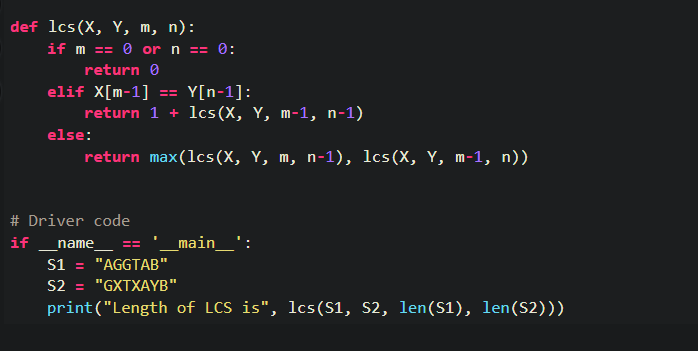 def lcs(X, Y, m, n):
    if m == 0 or n == 0:
        return 0
    elif X[m-1] == Y[n-1]:
        return 1 + lcs(X, Y, m-1, n-1)
    else:
        return max(lcs(X, Y, m, n-1), lcs(X, Y, m-1, n))
# Driver code
if __name__ == '__main__':
    S1 = "AGGTAB"
    S2 = "GXTXAYB"
    print("Length of LCS is", lcs(S1, S2, len(S1), len(S2)))